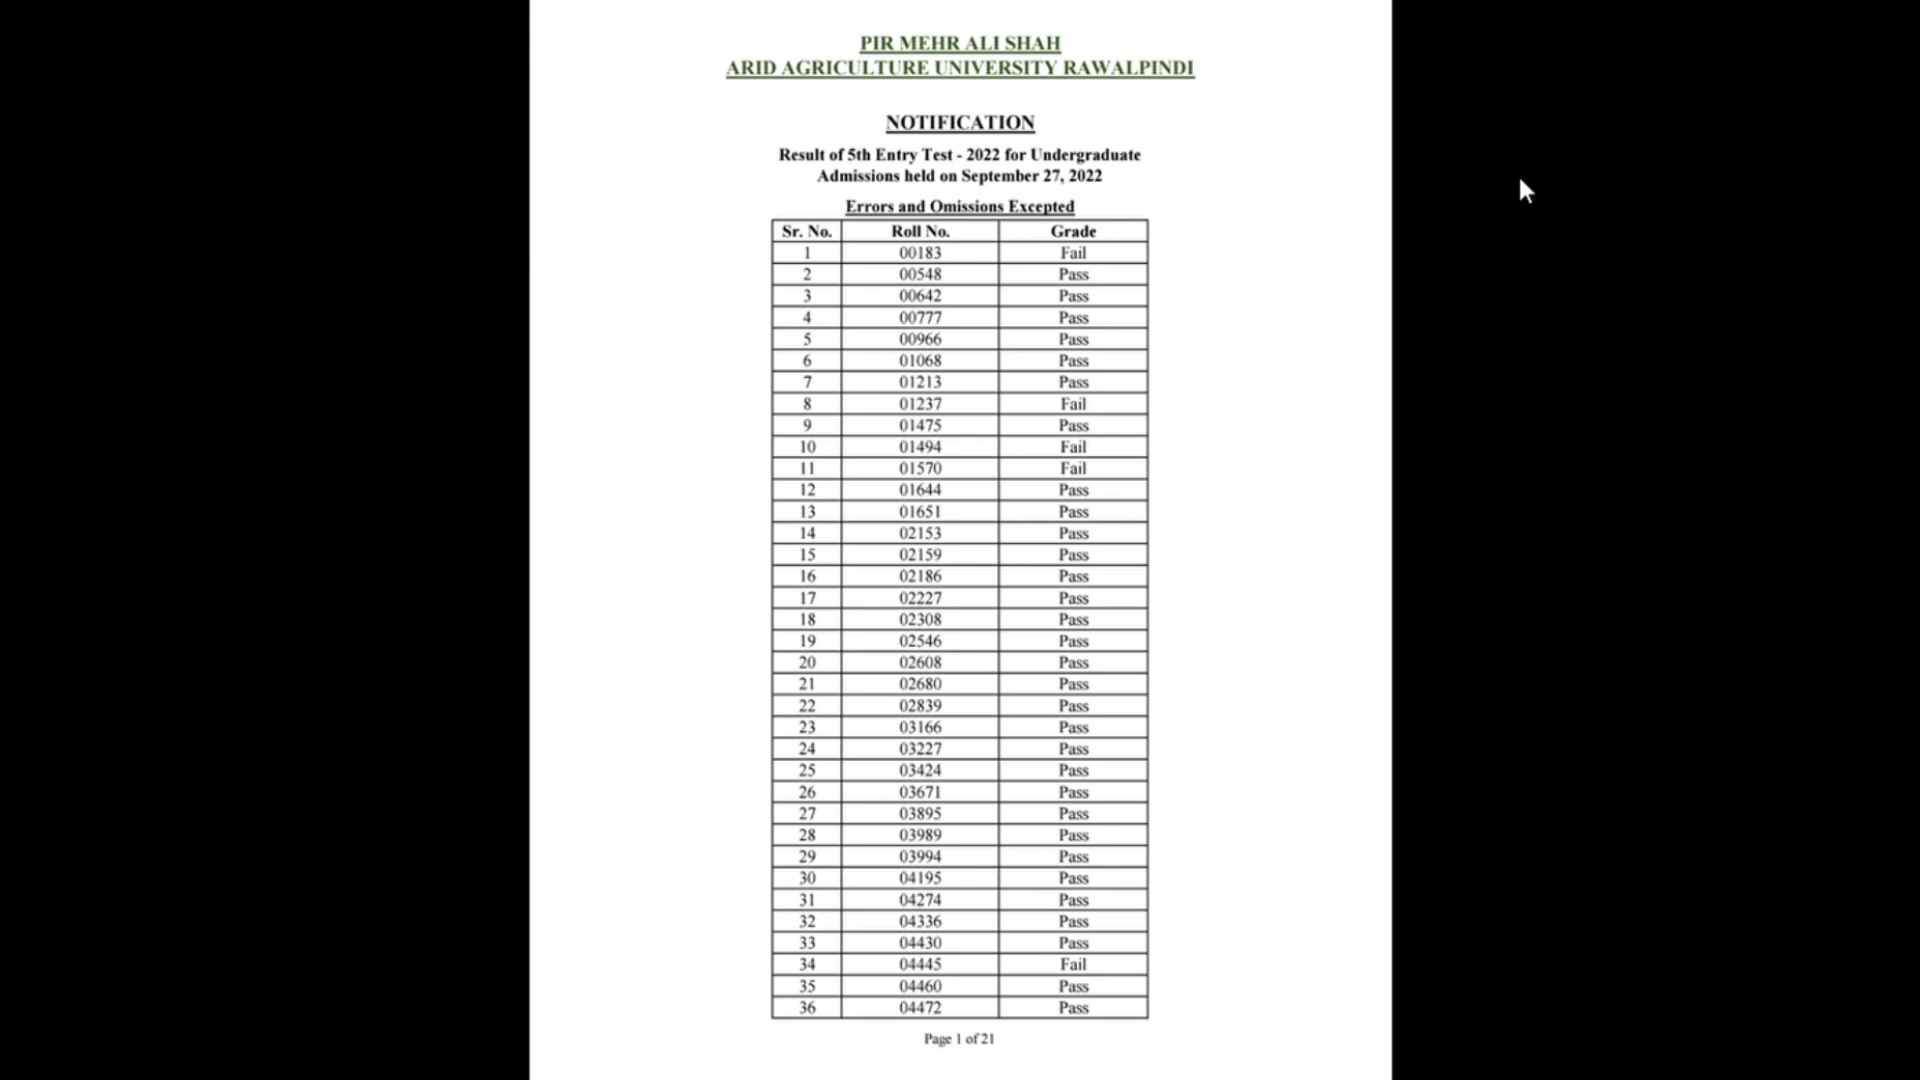 PIR MEHR ALI SHAH
ARID AGRICULTURE UNIVERSITY RAWALPINDI
NOTIFICATION
Result of 5th Entry Test - 2022 for Undergraduate
Admissions held on September 27, 2022
Errors and Omissions Excepted
Sr. No. Roll No. Grade
1 00183 Fail
2 00548 Pass
3 00642 Pass
4 00777 Pass
5 00966 Pass
6 01068 Pass
7 01213 Pass
8 01237 Fail
9 01475 Pass
10 01494 Fail
11 01570 Fail
12 01644 Pass
13 01651 Pass
14 02153 Pass
15 02159 Pass
16 02186 Pass
17 02227 Pass
18 02308 Pass
19 02546 Pass
20 02608 Pass
21 02680 Pass
22 02839 Pass
23 03166 Pass
24 03227 Pass
25 03424 Pass
26 03671 Pass
27 03895 Pass
28 03989 Pass
29 03994 Pass
30 04195 Pass
31 04274 Pass
32 04336 Pass
33 04430 Pass
34 04445 Fail
35 04460 Pass
36 04472 Pass
Page 1 of 21